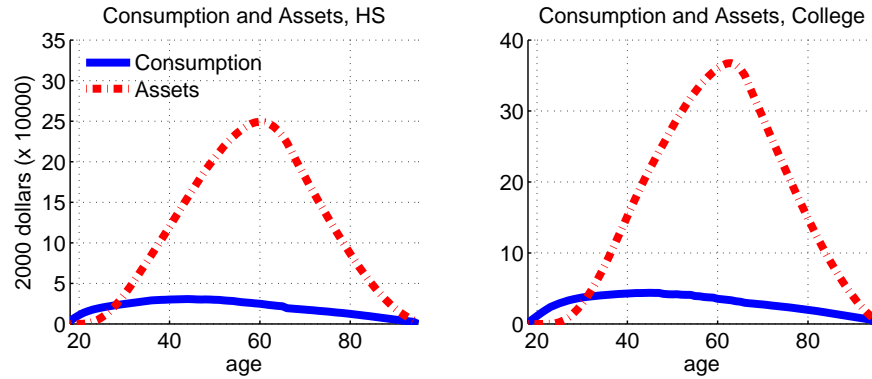 Consumption and Assets, HS
35
30
25
20
15
10
5
0
2000 dollars (x 10000)
Consumption
Assets
20 40 60 80
age
Consumption and Assets, College
40
30
20
10
0
20 40 60 80
age